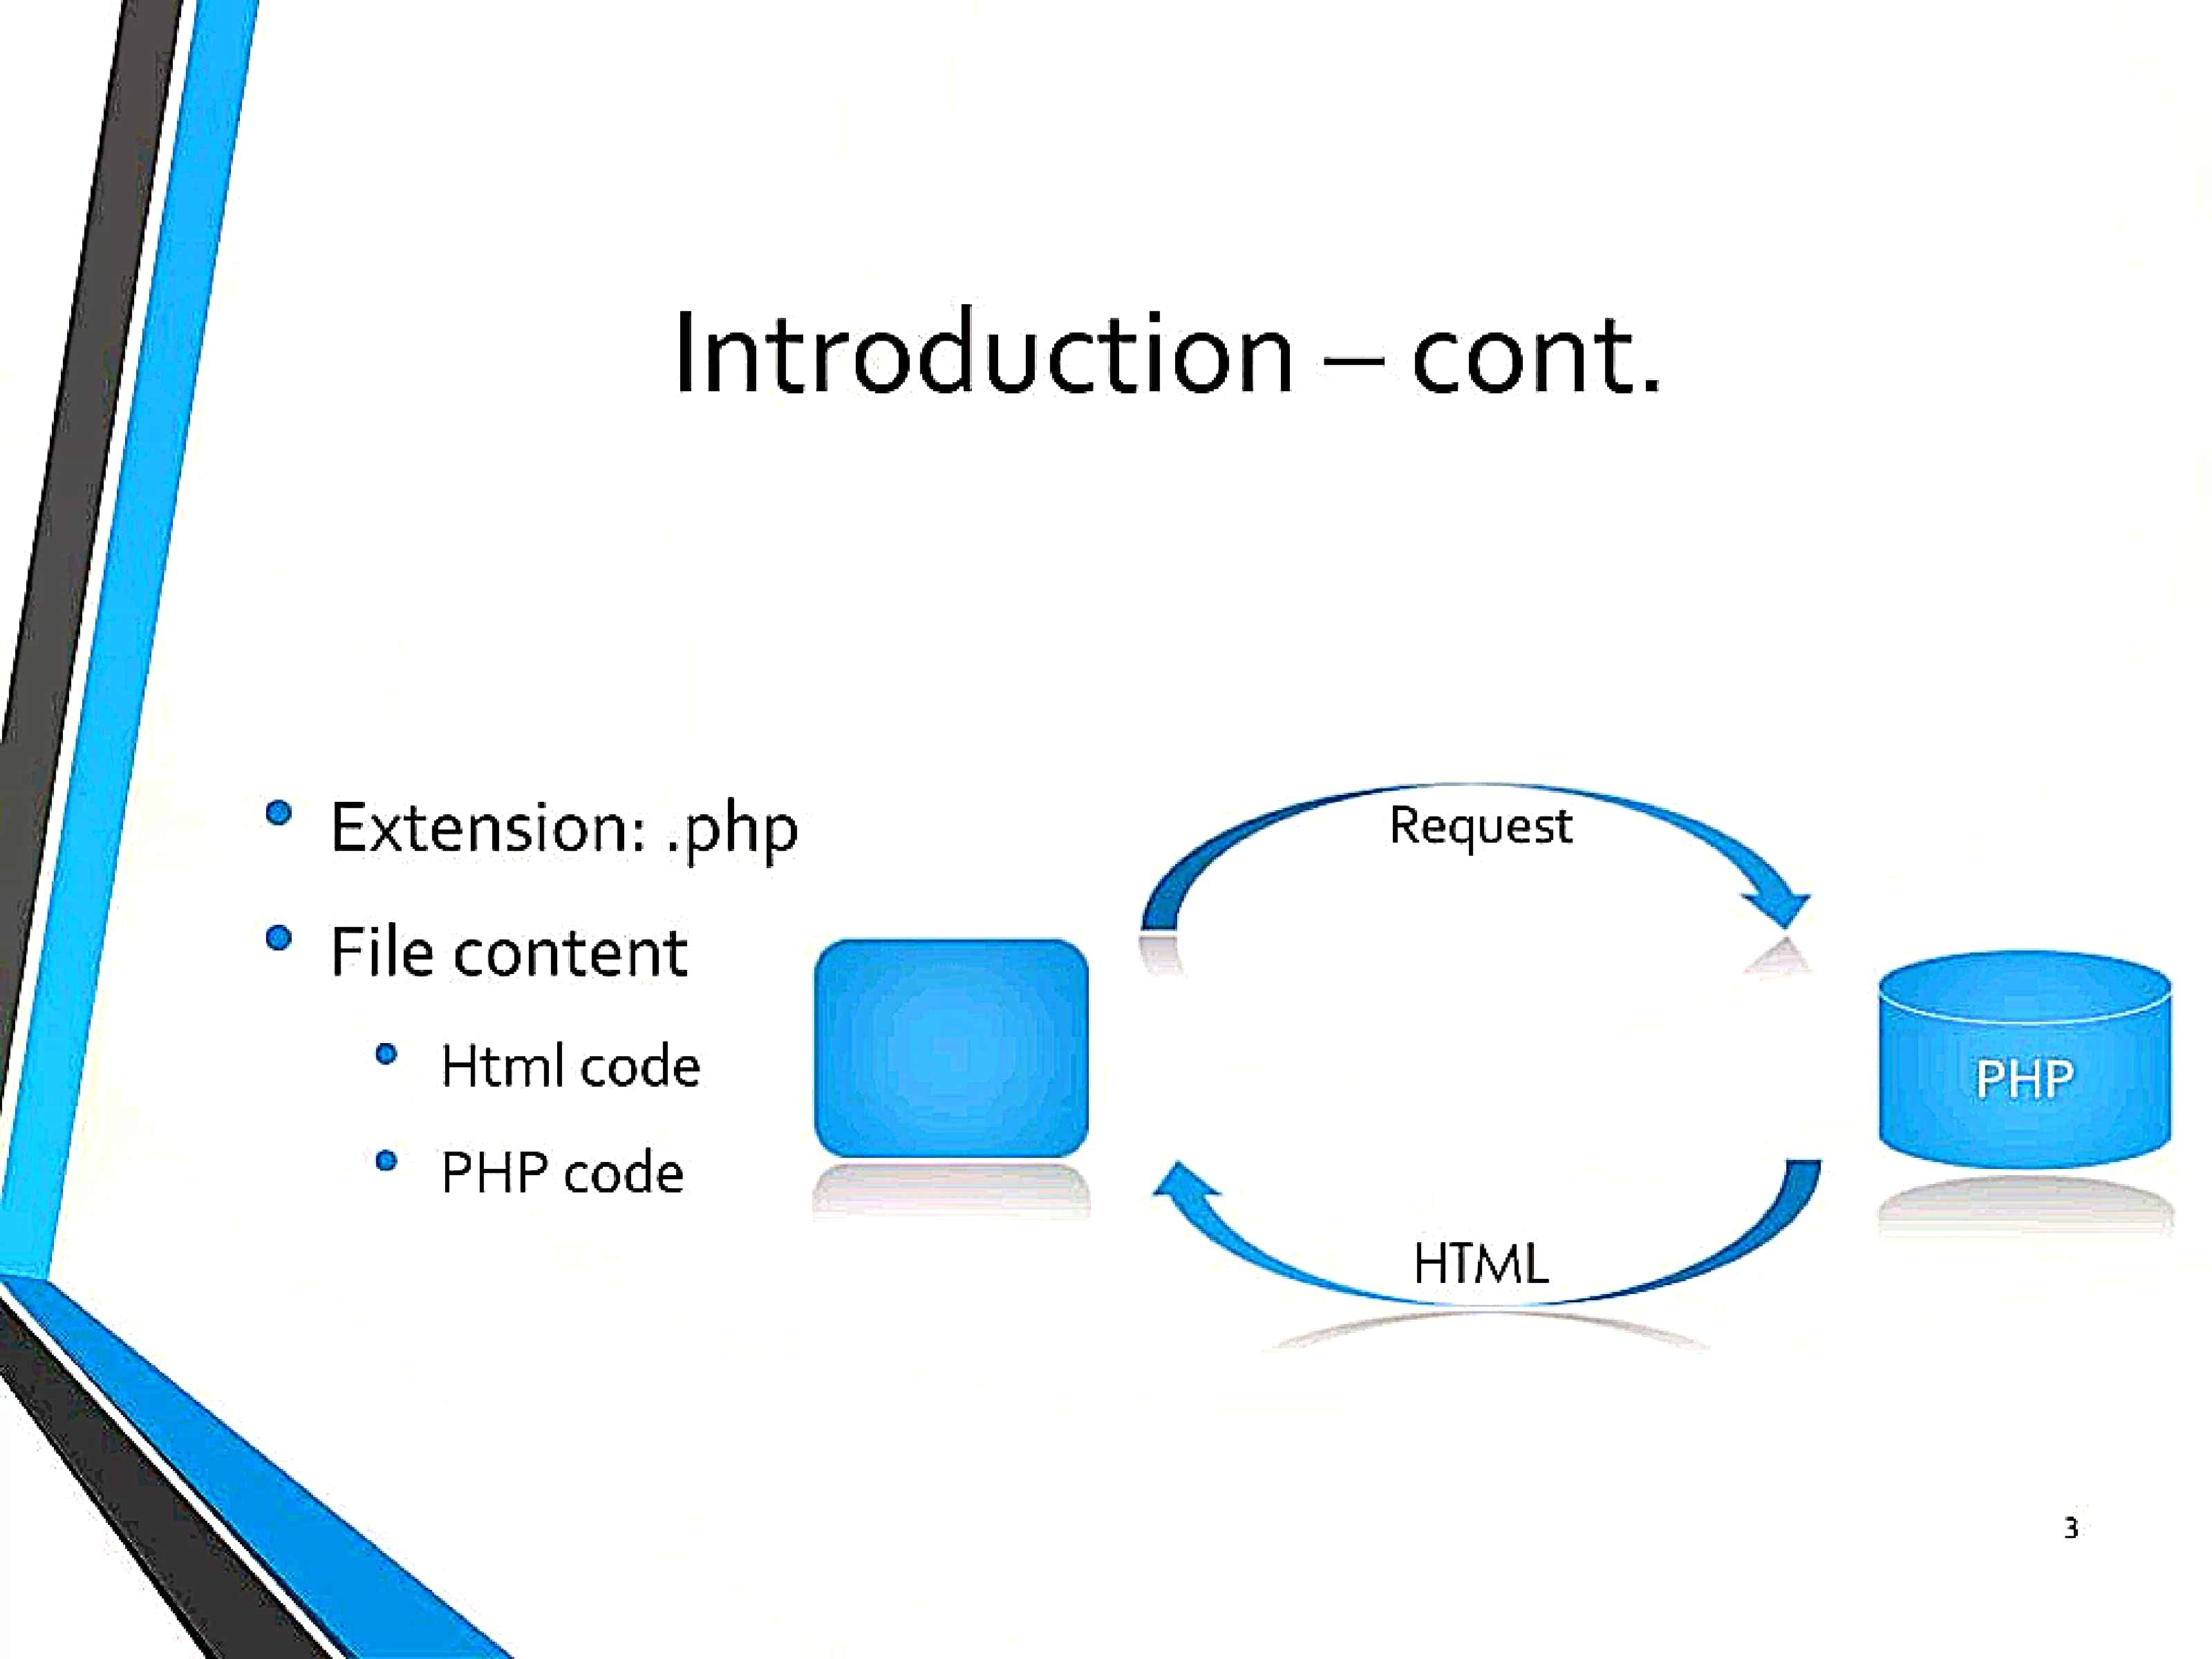 Introduction – cont.
Extension: .php
File content
Html code
PHP code
Request
PHP
HTML
3